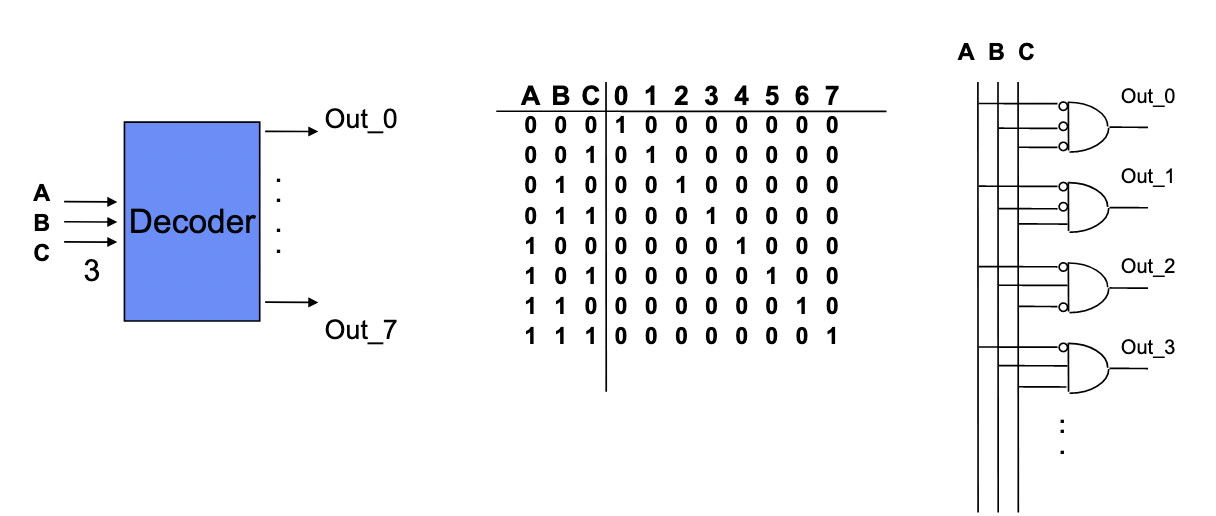 A
B
C
3
Decoder
Out_0
.
.
.
.
Out_7
A B C 0 1 2 3 4 5 6 7
0 0 0 1 0 0 0 0 0 0 0
0 0 1 0 1 0 0 0 0 0 0
0 1 0 0 0 1 0 0 0 0 0
0 1 1 0 0 0 1 0 0 0 0
1 0 0 0 0 0 0 1 0 0 0
1 0 1 0 0 0 0 0 1 0 0
1 1 0 0 0 0 0 0 0 1 0
1 1 1 0 0 0 0 0 0 0 1
A B C
Out_0
Out_1
Out_2
Out_3
:
.